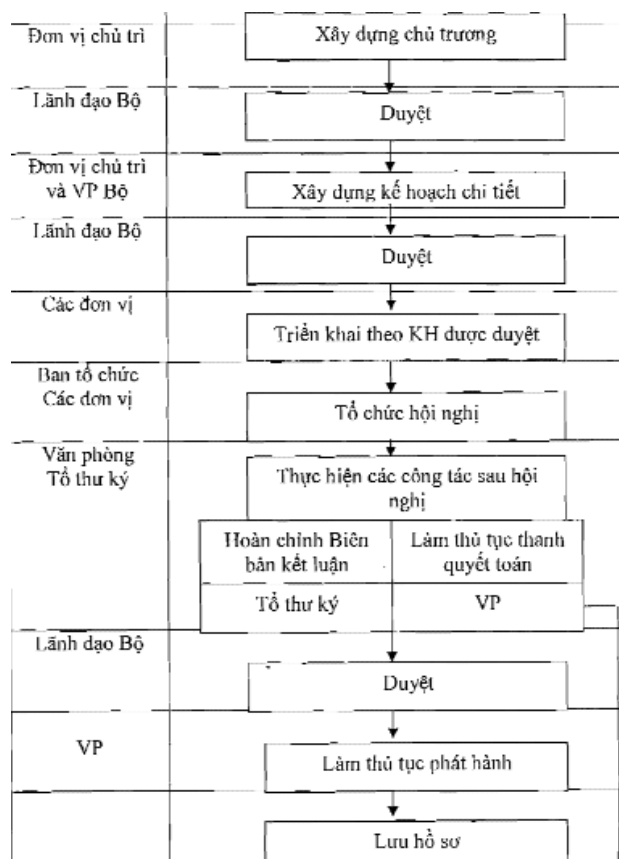 Đơn vị chủ trì
Xây dựng chủ trương
Lãnh đạo Bộ
Duyệt
Đơn vị chủ trì
và VP Bộ
Xây dựng kế hoạch chi tiết
Lãnh đạo Bộ
Duyệt
Các đơn vị
Triển khai theo KH được duyệt
Ban tổ chức
Các đơn vị
Tổ chức hội nghị
Văn phòng
Tổ thư ký
Thực hiện các công tác sau hội
nghị
Hoàn chỉnh Biên
bản kết luận
Làm thủ tục thanh
quyết toán
Tổ thư ký
VP
Lãnh đạo Bộ
Duyệt
VP
Làm thủ tục phát hành
Lưu hồ sơ